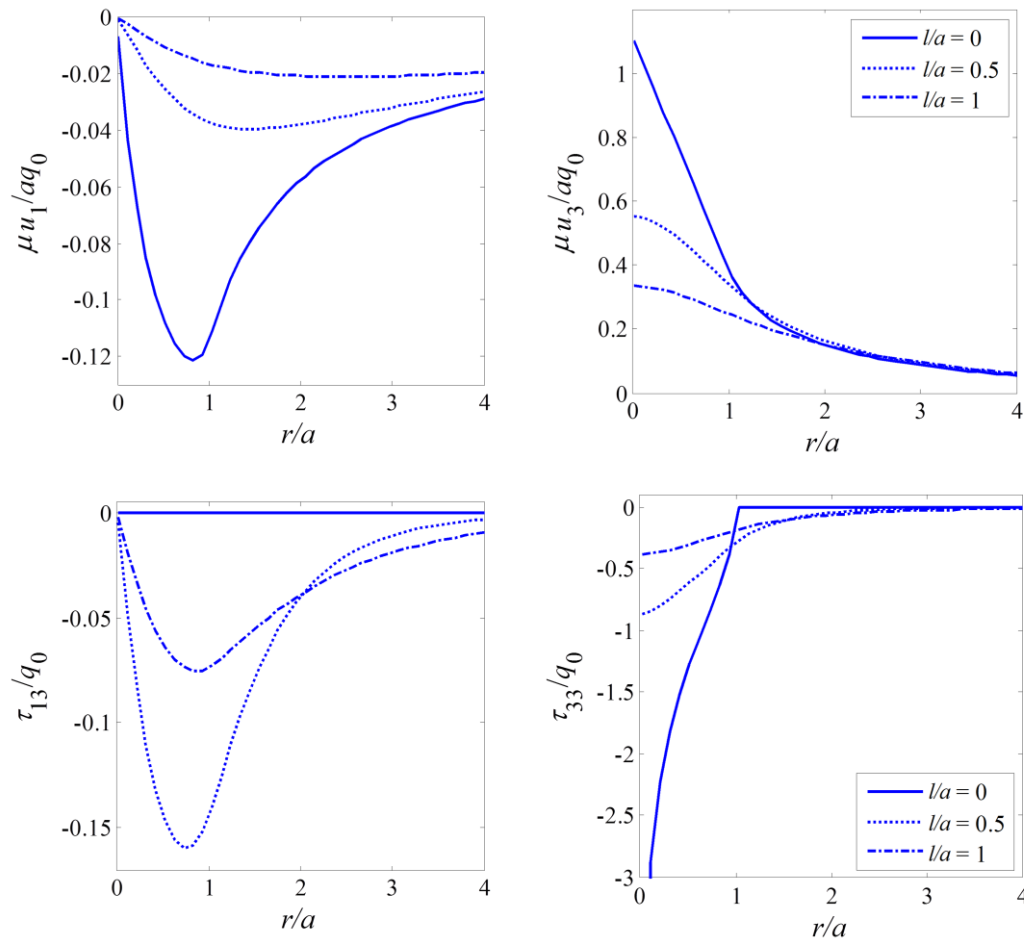 0
-0.02
-0.04
-0.06
-0.08
-0.1
-0.12
μu₁/aq₀
0 1 2 3 4
r/a
1
0.8
0.6
0.4
0.2
0
μu₃/aq₀
l/a = 0
l/a = 0.5
l/a = 1
0 1 2 3 4
r/a
0
-0.05
-0.1
-0.15
τ₁₃/q₀
0 1 2 3 4
r/a
0
-0.5
-1
-1.5
-2
-2.5
-3
τ₃₃/q₀
l/a = 0
l/a = 0.5
l/a = 1
0 1 2 3 4
r/a